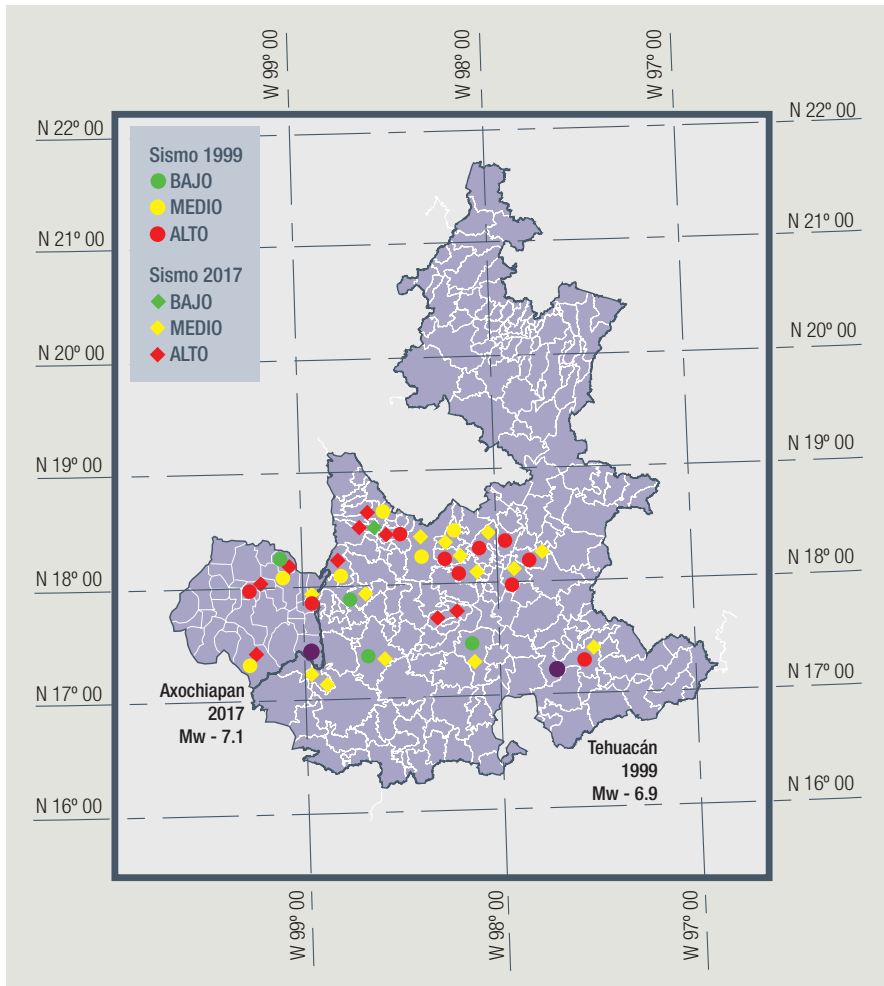 W 99º 00
W 98º 00
W 97º 00
N 22º 00
N 22º 00
Sismo 1999
BAJO
MEDIO
ALTO
Sismo 2017
BAJO
MEDIO
ALTO
N 21º 00
N 21º 00
N 20º 00
N 20º 00
N 19º 00
N 19º 00
N 18º 00
N 18º 00
N 17º 00
N 17º 00
Axochiapan
2017
Mw - 7.1
Tehuacán
1999
Mw - 6.9
N 16º 00
N 16º 00
W 99º 00
W 98º 00
W 97º 00